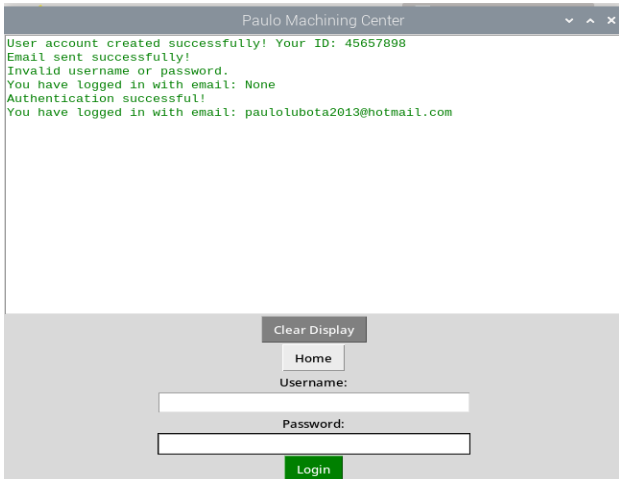 Paulo Machining Center
User account created successfully! Your ID: 45657898
Email sent successfully!
Invalid username or password.
You have logged in with email: None
Authentication successful!
You have logged in with email: paulolubota2013@hotmail.com
Clear Display
Home
Username:
Password:
Login